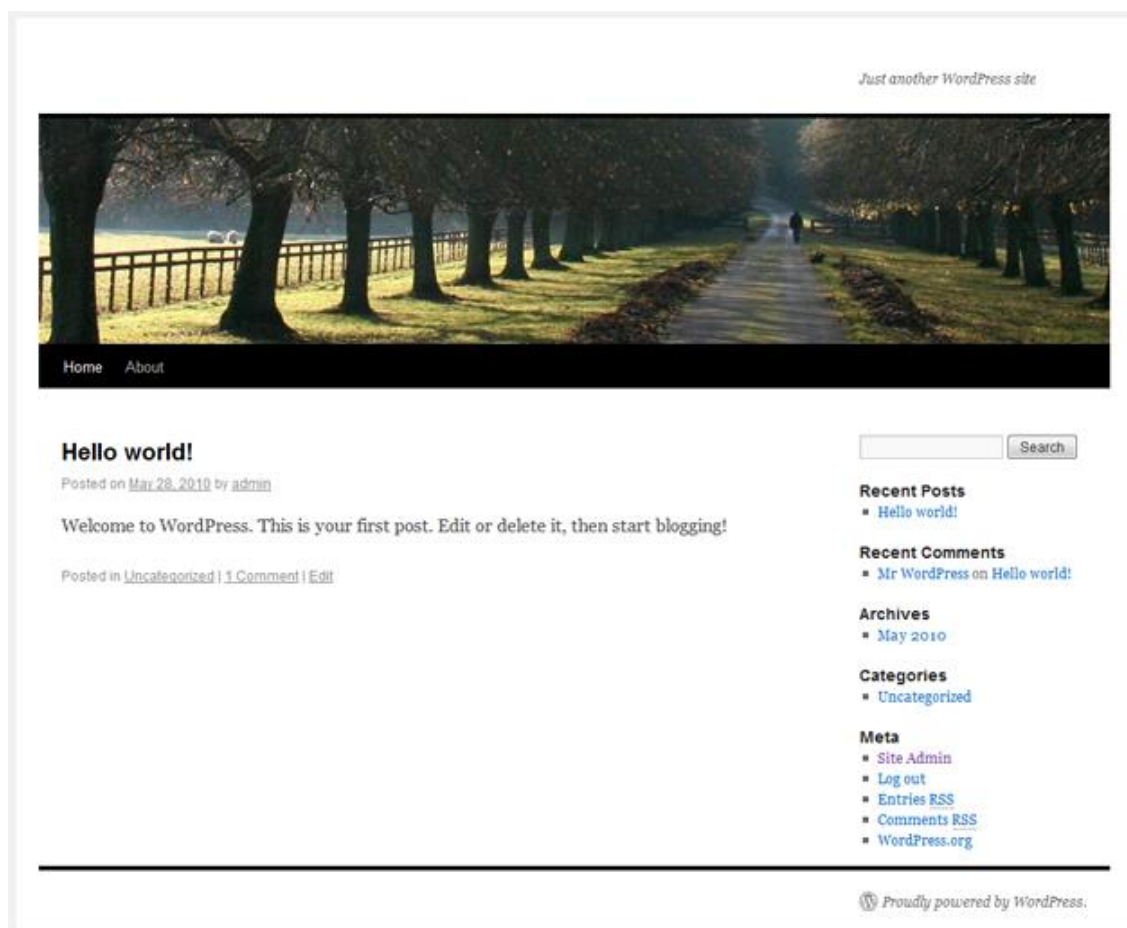 Just another WordPress site
Home About
Hello world!
Posted on May 28, 2010 by admin
Welcome to WordPress. This is your first post. Edit or delete it, then start blogging!
Posted in Uncategorized | 1 Comment | Edit
Search
Recent Posts
Hello world!
Recent Comments
Mr WordPress on Hello world!
Archives
May 2010
Categories
Uncategorized
Meta
Site Admin
Log out
Entries RSS
Comments RSS
WordPress.org
Proudly powered by WordPress.